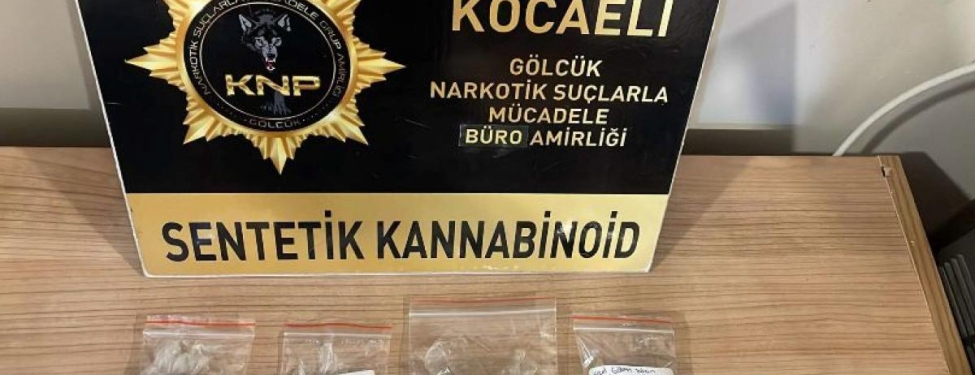 KOCAELİ
GÖLCÜK
NARKOTİK SUÇLARLA
MÜCADELE
BÜRO AMİRLİĞİ
KNP
GÖLCÜK
SENTETİK KANNABİNOİD